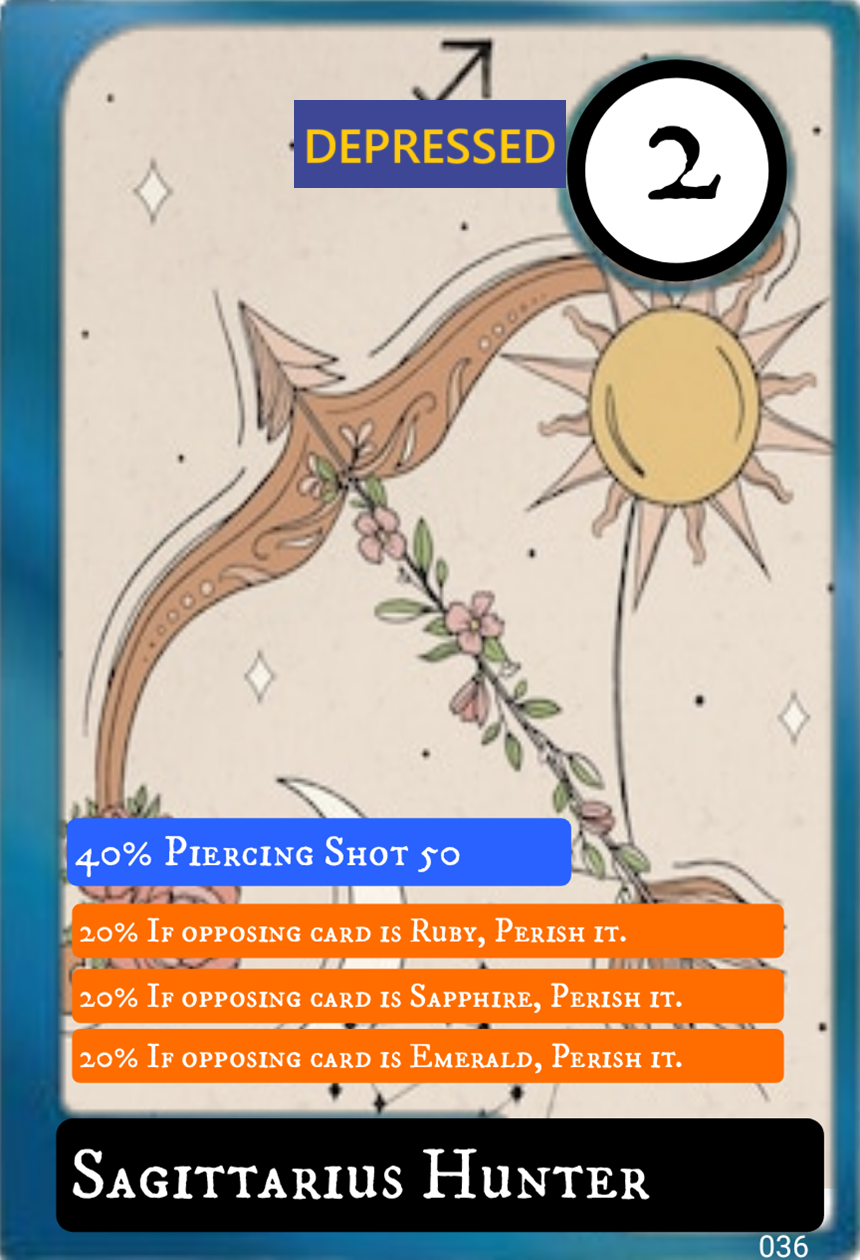 DEPRESSED
2
40% Piercing Shot 50
20% If opposing card is Ruby, Perish it.
20% If opposing card is Sapphire, Perish it.
20% If opposing card is Emerald, Perish it.
Sagittarius Hunter
036